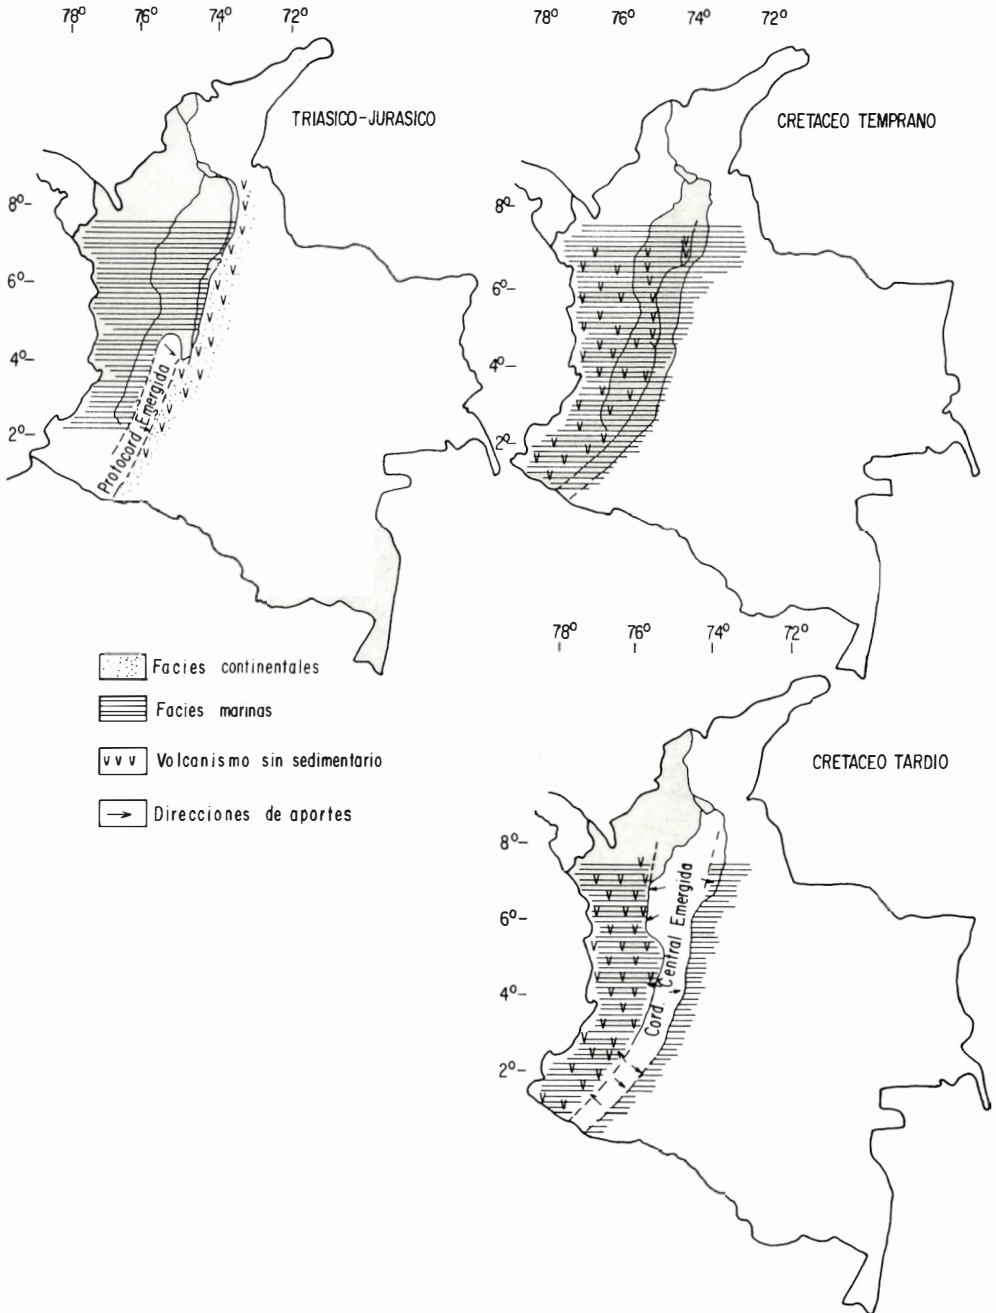 78° 76° 74° 72°
TRIASICO-JURASICO
8°
6°
4°
2°
Protocord Emergida
78° 76° 74° 72°
CRETACEO TEMPRANO
8°
6°
4°
2°
Facies continentales
Facies marinas
V V V Volcanismo sin sedimentario
Direcciones de aportes
78° 76° 74° 72°
CRETACEO TARDIO
8°
6°
4°
2°
Cord Central Emergida